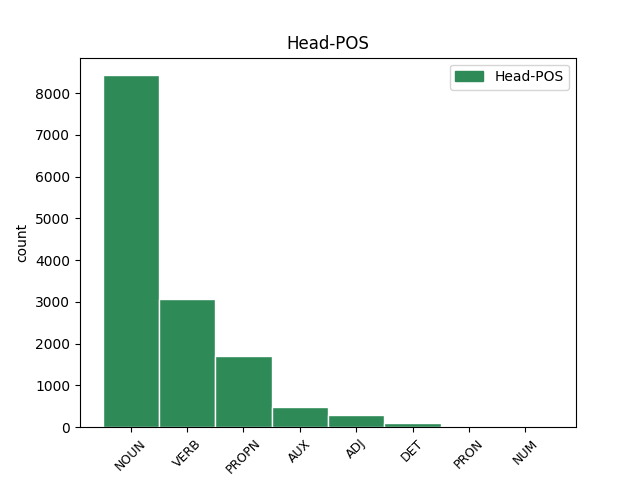 Head-POS
Head-POS
8000
7000
6000
5000
4000
3000
2000
1000
0
count
NOUN
VERB
PROPN
AUX
ADJ
DET
PRON
NUM